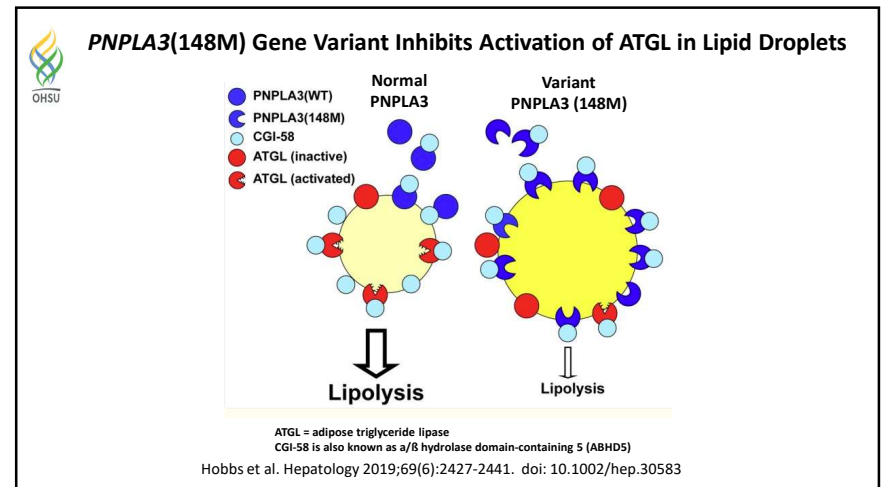 PNPLA3(148M) Gene Variant Inhibits Activation of ATGL in Lipid Droplets
OHSU
Normal
PNPLA3
Variant
PNPLA3 (148M)
PNPLA3(WT)
PNPLA3(148M)
CGI-58
ATGL (inactive)
ATGL (activated)
Lipolysis
Lipolysis
ATGL = adipose triglyceride lipase
CGI-58 is also known as a/ß hydrolase domain-containing 5 (ABHD5)
Hobbs et al. Hepatology 2019;69(6):2427-2441. doi: 10.1002/hep.30583